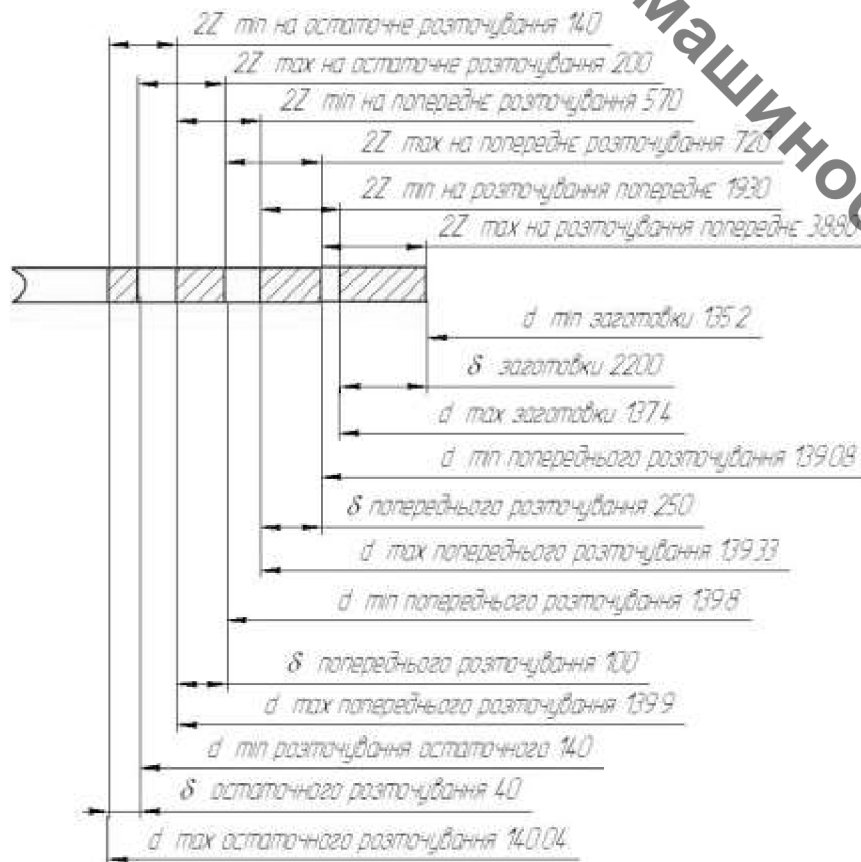 2Z min на остаточне розточування 140
2Z max на остаточне розточування 200
2Z min на попереднє розточування 570
2Z max на попереднє розточування 720
2Z min на розточування попереднє 1930
2Z max на розточування попереднє 3880
d min заготовки 135.2
δ заготовки 2200
d max заготовки 137.4
d min попереднього розточування 139.08
δ попереднього розточування 250
d max попереднього розточування 139.33
d min попереднього розточування 139.8
δ попереднього розточування 100
d max попереднього розточування 139.9
d min розточування остаточного 140
δ остаточного розточування 40
d max остаточного розточування 140.04